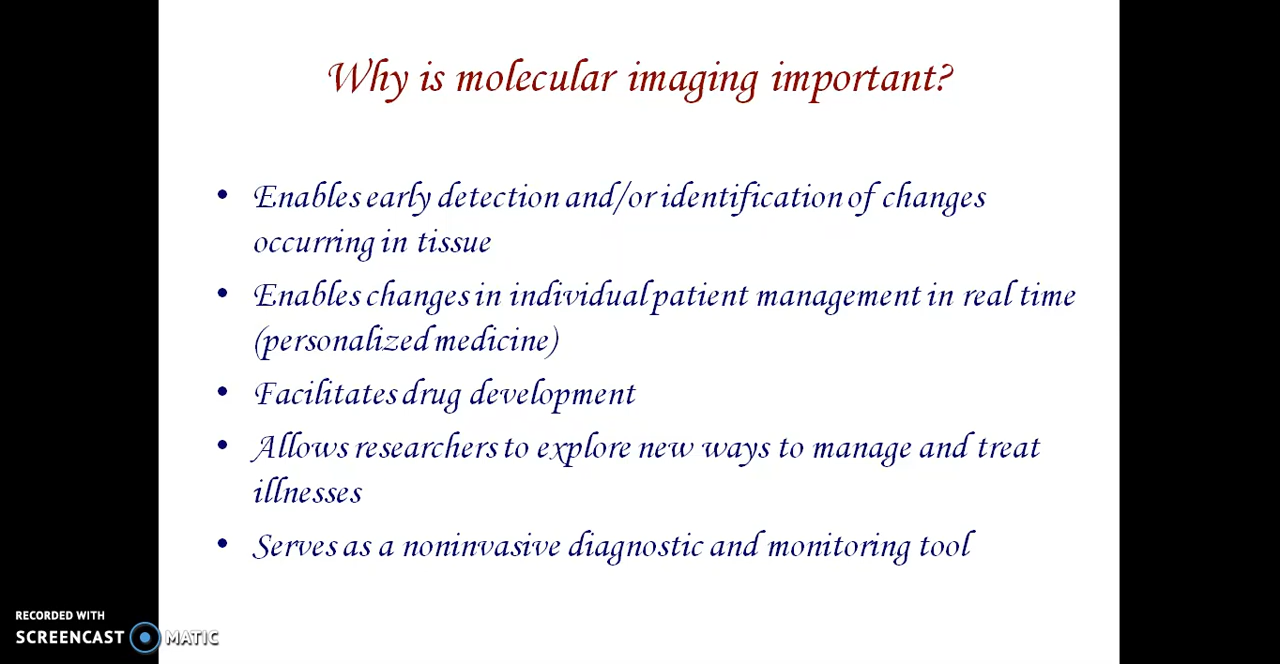 Why is molecular imaging important?
• Enables early detection and/or identification of changes
occurring in tissue
• Enables changes in individual patient management in real time
(personalized medicine)
• Facilitates drug development
• Allows researchers to explore new ways to manage and treat
illnesses
• Serves as a noninvasive diagnostic and monitoring tool
RECORDED WITH
SCREENCAST MATIC